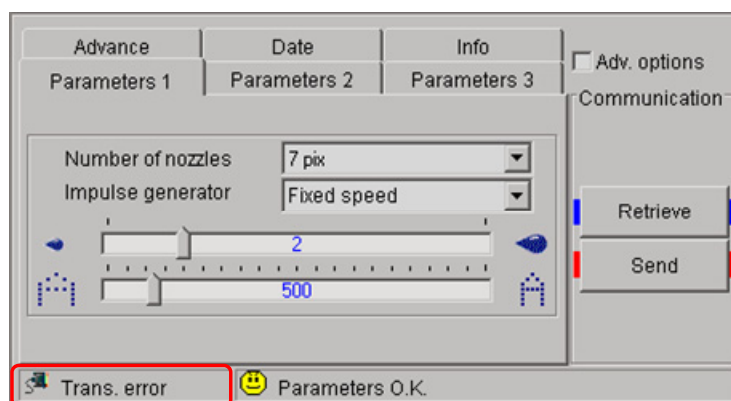 Advance Date Info
Parameters 1 Parameters 2 Parameters 3
Adv. options
Communication
Number of nozzles 7 pix
Impulse generator Fixed speed
2
500
Retrieve
Send
Trans. error Parameters O.K.